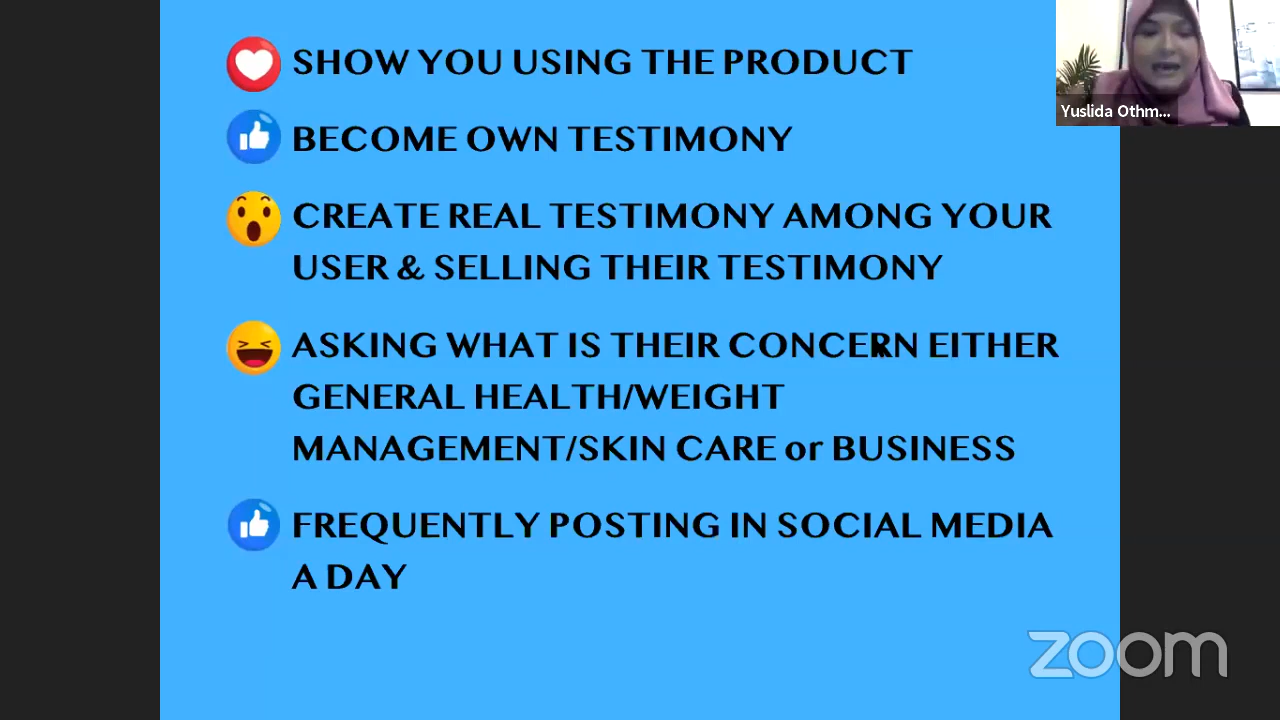 SHOW YOU USING THE PRODUCT
BECOME OWN TESTIMONY
CREATE REAL TESTIMONY AMONG YOUR
USER & SELLING THEIR TESTIMONY
ASKING WHAT IS THEIR CONCERN EITHER
GENERAL HEALTH/WEIGHT
MANAGEMENT/SKIN CARE or BUSINESS
FREQUENTLY POSTING IN SOCIAL MEDIA
A DAY
Yuslida Othm...
zoom